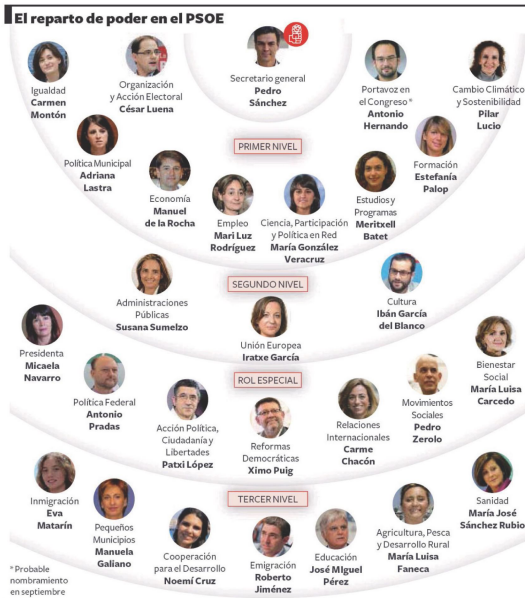 El reparto de poder en el PSOE
Igualdad
Carmen
Montón
Organización
y Acción Electoral
César Luena
Secretario general
Pedro
Sánchez
Portavoz en
el Congreso *
Antonio
Hernando
Cambio Climático
y Sostenibilidad
Pilar
Lucio
PRIMER NIVEL
Política Municipal
Adriana
Lastra
Economía
Manuel
de la Rocha
Empleo
Mari Luz
Rodríguez
Ciencia, Participación
y Política en Red
María González
Veracruz
Estudios y
Programas
Meritxell
Batet
Formación
Estefanía
Palop
SEGUNDO NIVEL
Administraciones
Públicas
Susana Sumelzo
Unión Europea
Iratxe García
Cultura
Ibán García
del Blanco
ROL ESPECIAL
Presidenta
Micaela
Navarro
Política Federal
Antonio
Pradas
Acción Política,
Ciudadanía y
Libertades
Patxi López
Reformas
Democráticas
Ximo Puig
Relaciones
Internacionales
Carme
Chacón
Movimientos
Sociales
Pedro
Zerolo
Bienestar
Social
María Luisa
Carcedo
TERCER NIVEL
Inmigración
Eva
Matarín
Pequeños
Municipios
Manuela
Galiano
Cooperación
para el Desarrollo
Noemí Cruz
Emigración
Roberto
Jiménez
Educación
José MIguel
Pérez
Agricultura, Pesca
y Desarrollo Rural
María Luisa
Faneca
Sanidad
María José
Sánchez Rubio
* Probable
nombramiento
en septiembre